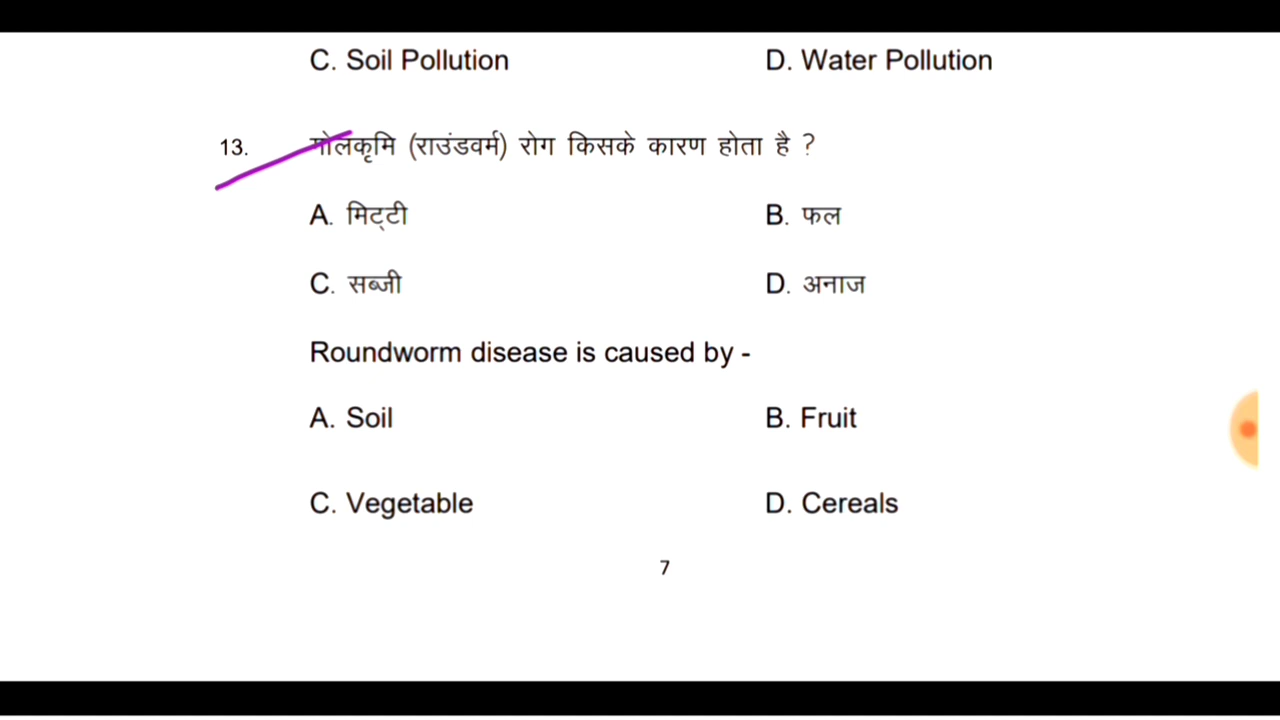 C. Soil Pollution D. Water Pollution
13. गोलकृमि (राउंडवर्म) रोग किसके कारण होता है ?
A. मिट्टी B. फल
C. सब्जी D. अनाज
Roundworm disease is caused by -
A. Soil B. Fruit
C. Vegetable D. Cereals
7